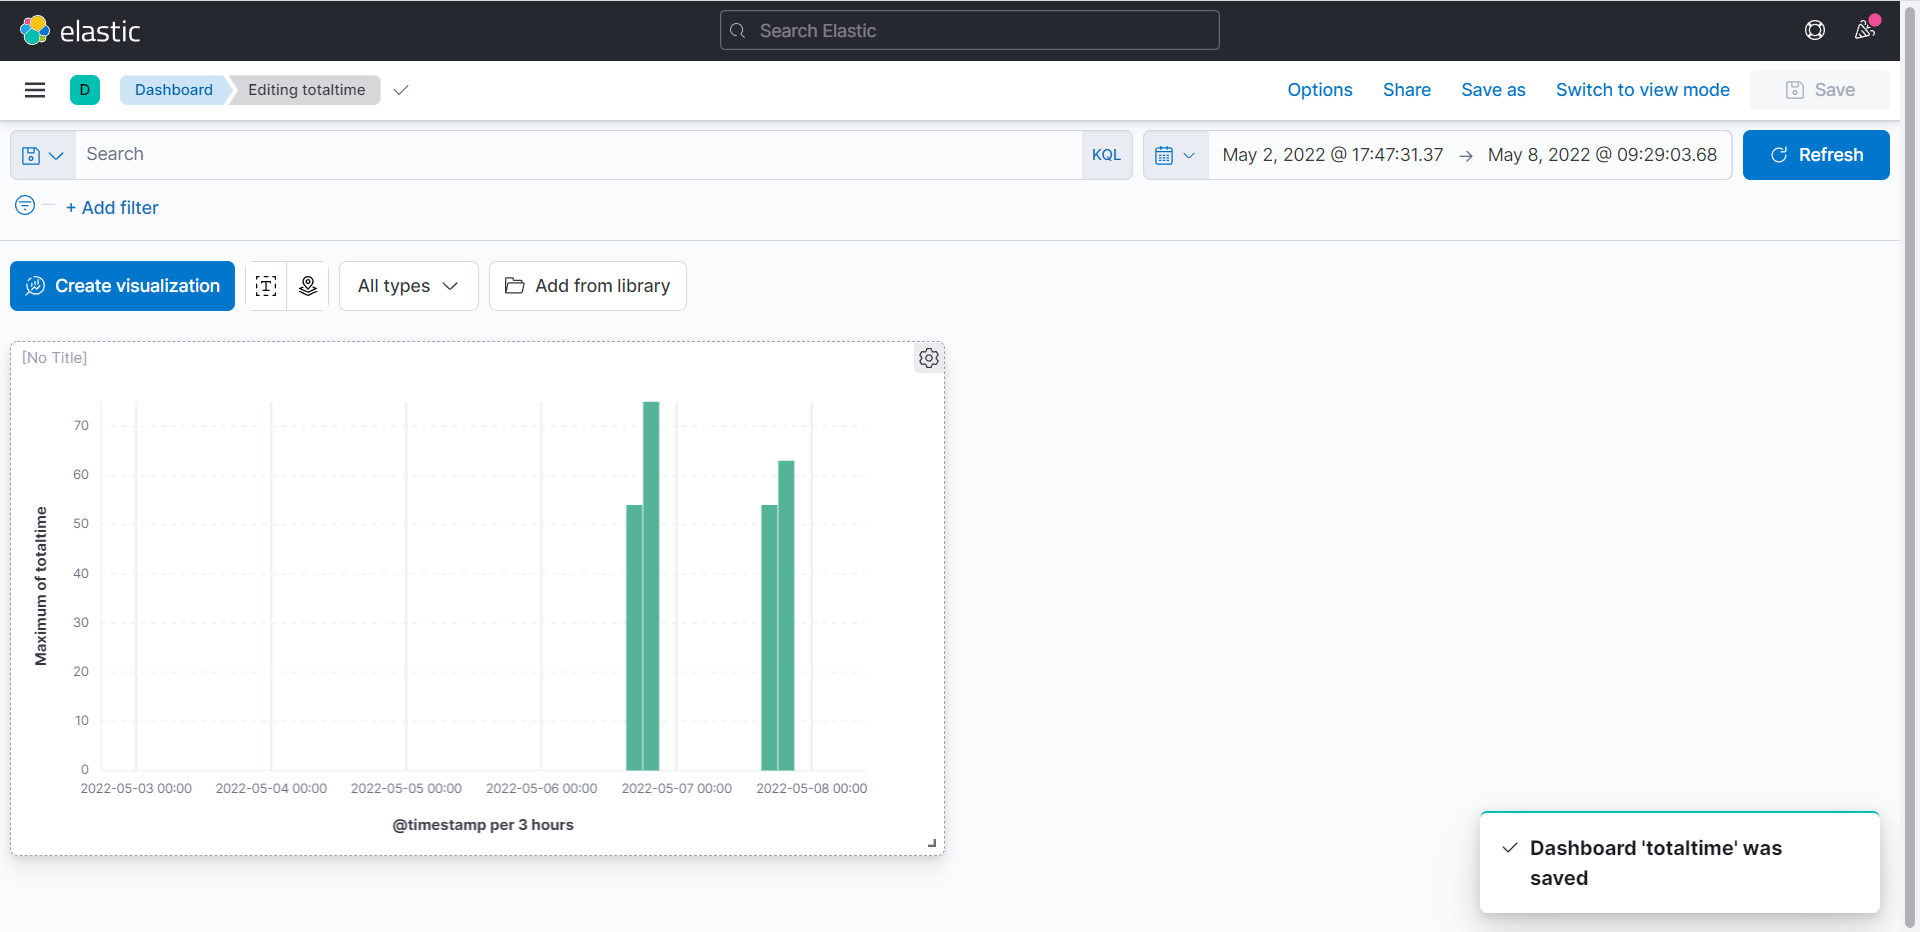 elastic
Search Elastic
D
Dashboard
Editing totaltime
Options
Share
Save as
Switch to view mode
Save
Search
KQL
May 2, 2022 @ 17:47:31.37 → May 8, 2022 @ 09:29:03.68
Refresh
+ Add filter
Create visualization
T
All types
Add from library
[No Title]
Maximum of totaltime
70
60
50
40
30
20
10
0
2022-05-03 00:00
2022-05-04 00:00
2022-05-05 00:00
2022-05-06 00:00
2022-05-07 00:00
2022-05-08 00:00
@timestamp per 3 hours
Dashboard 'totaltime' was
saved